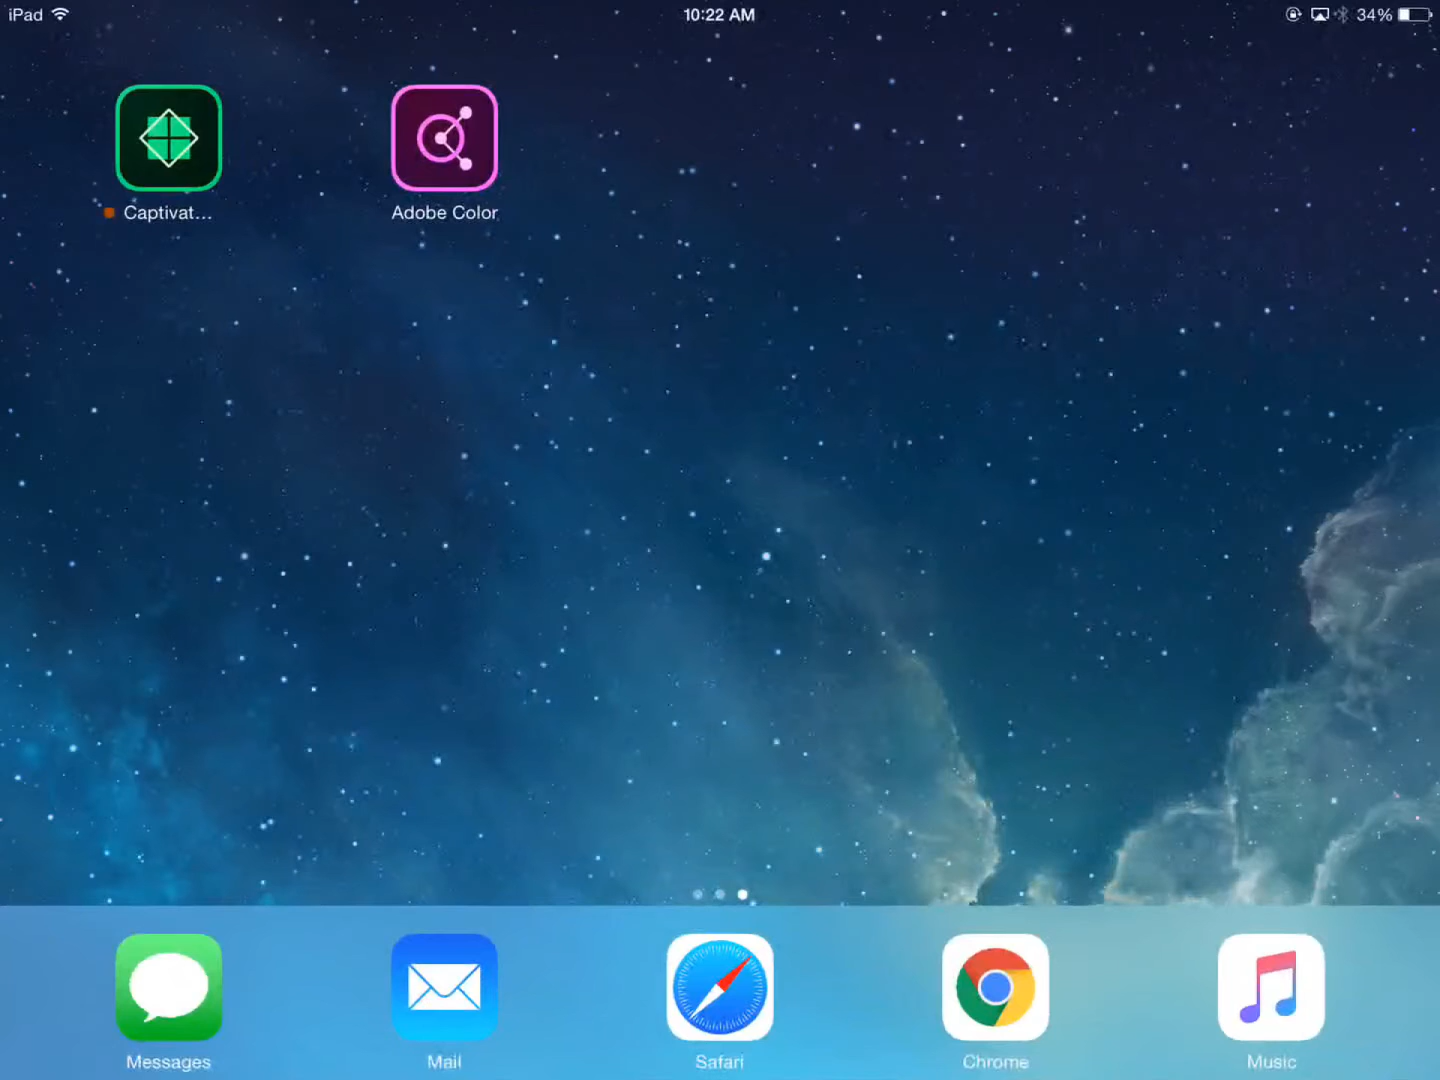 iPad
10:22 AM
34%
Captivat...
Adobe Color
Messages
Mail
Safari
Chrome
Music